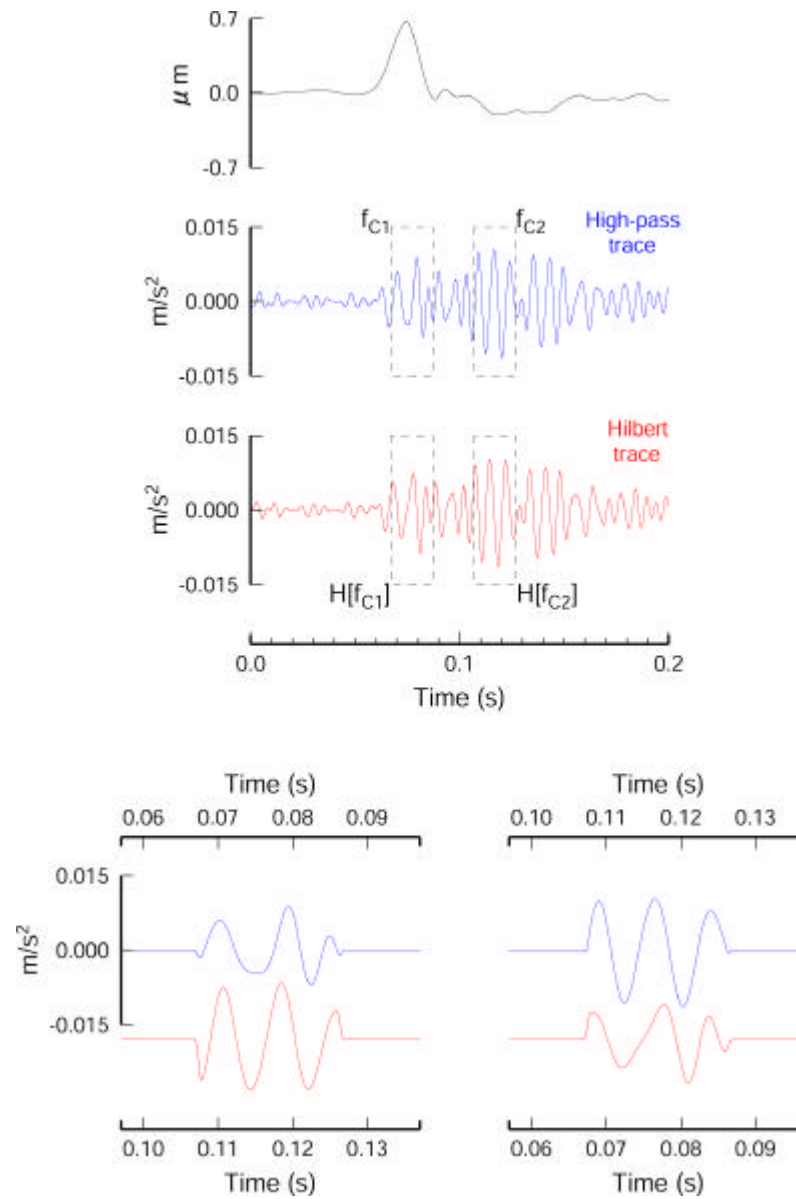 0.7
μ m
0.0
-0.7
0.015
m/s²
0.000
-0.015
f_C1
f_C2
High-pass
trace
0.015
m/s²
0.000
-0.015
Hilbert
trace
H[f_C1]
H[f_C2]
0.0 0.1 0.2
Time (s)
Time (s)
0.06 0.07 0.08 0.09
0.015
m/s²
0.000
-0.015
0.10 0.11 0.12 0.13
Time (s)
Time (s)
0.10 0.11 0.12 0.13
0.06 0.07 0.08 0.09
Time (s)